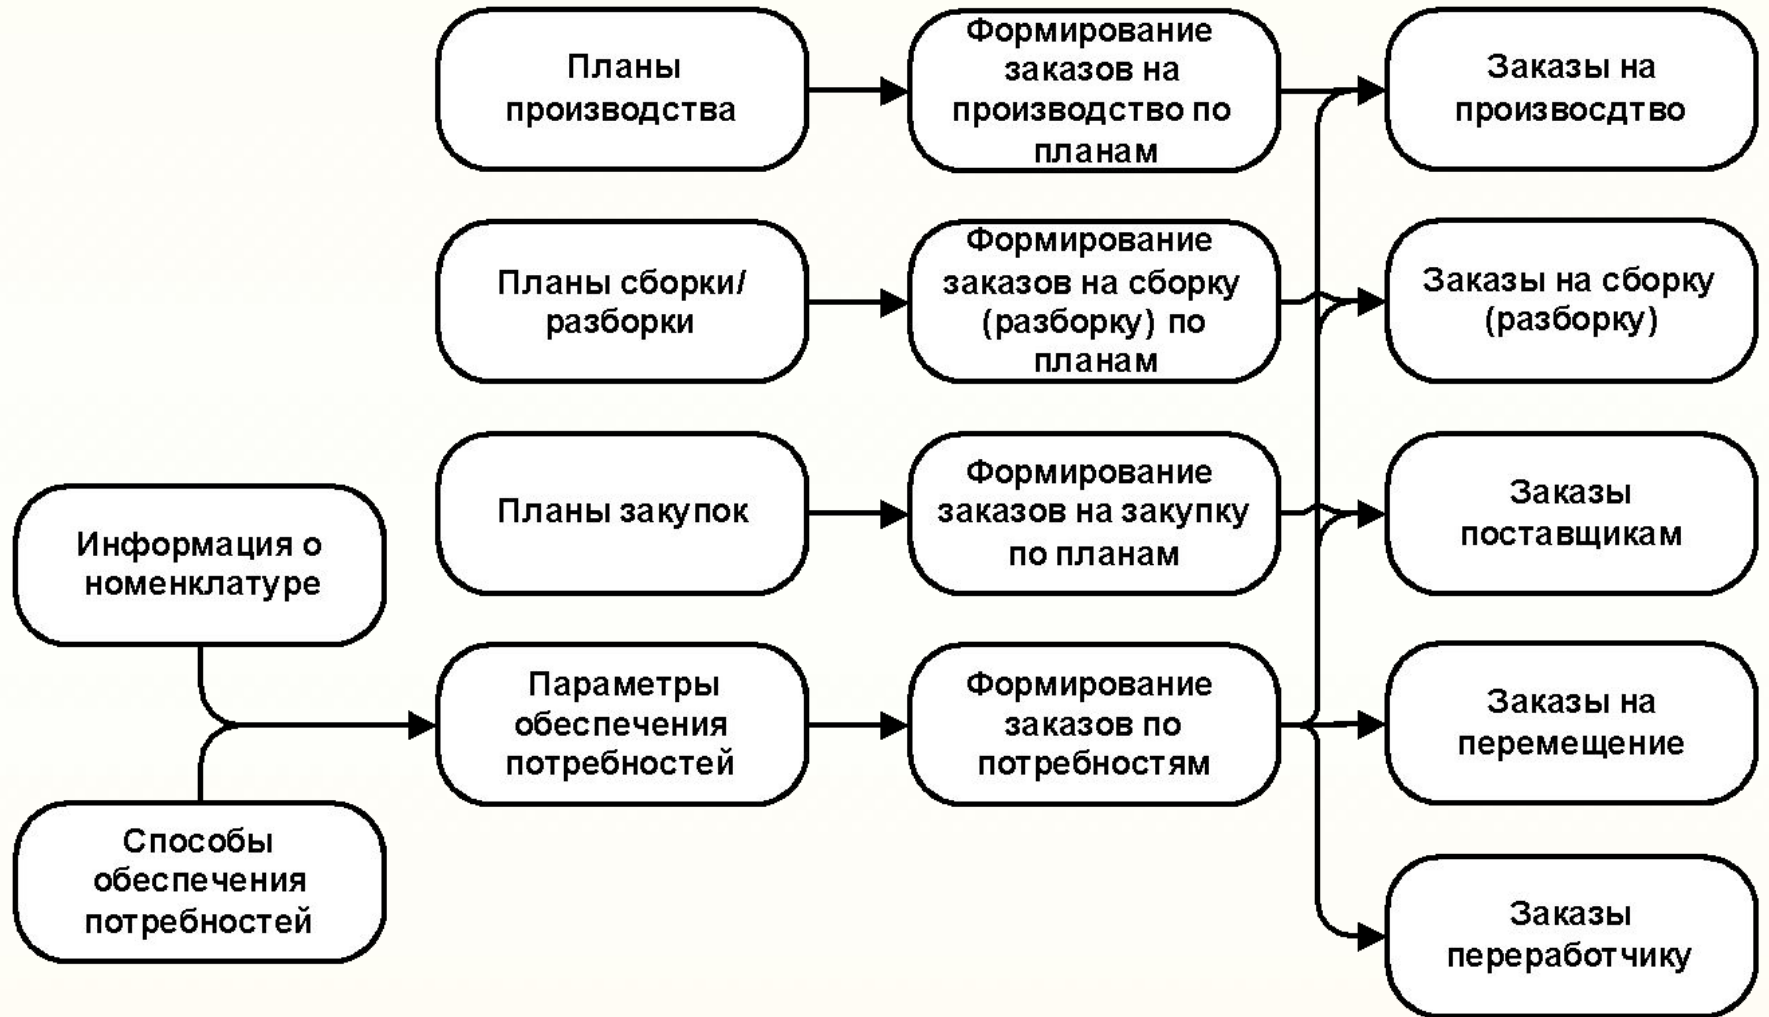 Планы
производства
Формирование
заказов на
производство по
планам
Заказы на
произвосдтво
Планы сборки/
разборки
Формирование
заказов на сборку
(разборку) по
планам
Заказы на сборку
(разборку)
Планы закупок
Формирование
заказов на закупку
по планам
Заказы
поставщикам
Информация о
номенклатуре
Параметры
обеспечения
потребностей
Формирование
заказов по
потребностям
Заказы на
перемещение
Способы
обеспечения
потребностей
Заказы
переработчику